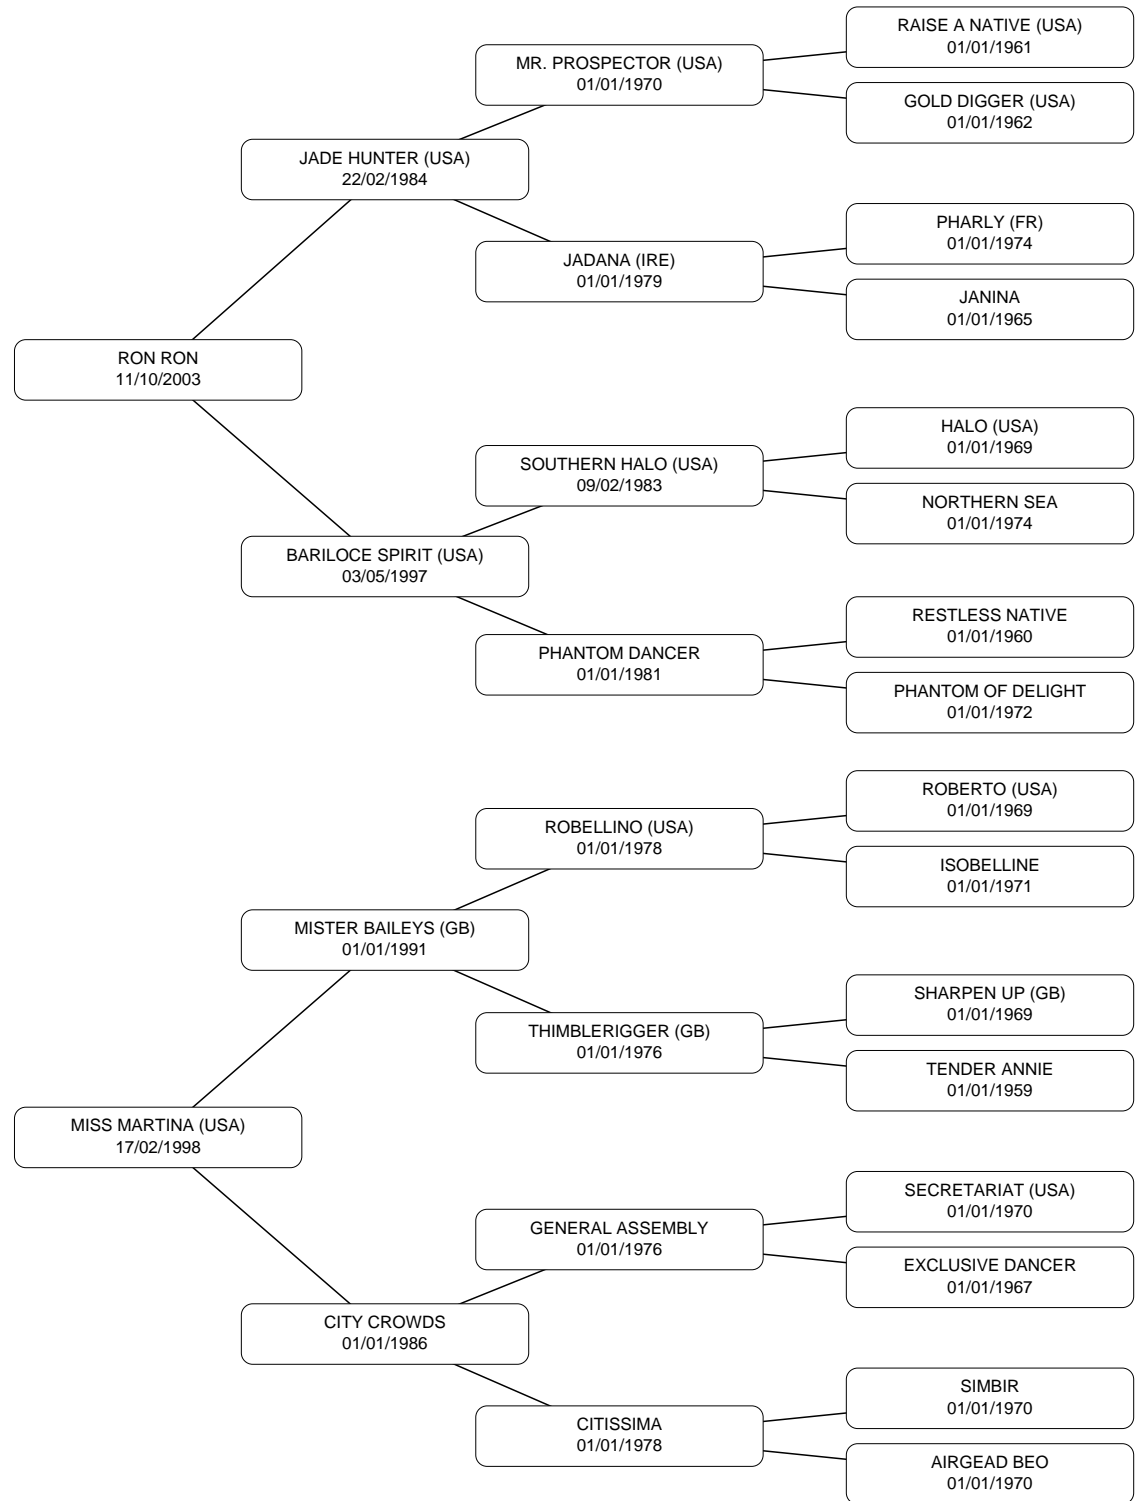 RAISE A NATIVE (USA)
01/01/1961
MR. PROSPECTOR (USA)
01/01/1970
GOLD DIGGER (USA)
01/01/1962
JADE HUNTER (USA)
22/02/1984
PHARLY (FR)
01/01/1974
JADANA (IRE)
01/01/1979
JANINA
01/01/1965
RON RON
11/10/2003
HALO (USA)
01/01/1969
SOUTHERN HALO (USA)
09/02/1983
NORTHERN SEA
01/01/1974
BARILOCE SPIRIT (USA)
03/05/1997
RESTLESS NATIVE
01/01/1960
PHANTOM DANCER
01/01/1981
PHANTOM OF DELIGHT
01/01/1972
ROBERTO (USA)
01/01/1969
ROBELLINO (USA)
01/01/1978
ISOBELLINE
01/01/1971
MISTER BAILEYS (GB)
01/01/1991
SHARPEN UP (GB)
01/01/1969
THIMBLERIGGER (GB)
01/01/1976
TENDER ANNIE
01/01/1959
MISS MARTINA (USA)
17/02/1998
SECRETARIAT (USA)
01/01/1970
GENERAL ASSEMBLY
01/01/1976
EXCLUSIVE DANCER
01/01/1967
CITY CROWDS
01/01/1986
SIMBIR
01/01/1970
CITISSIMA
01/01/1978
AIRGEAD BEO
01/01/1970